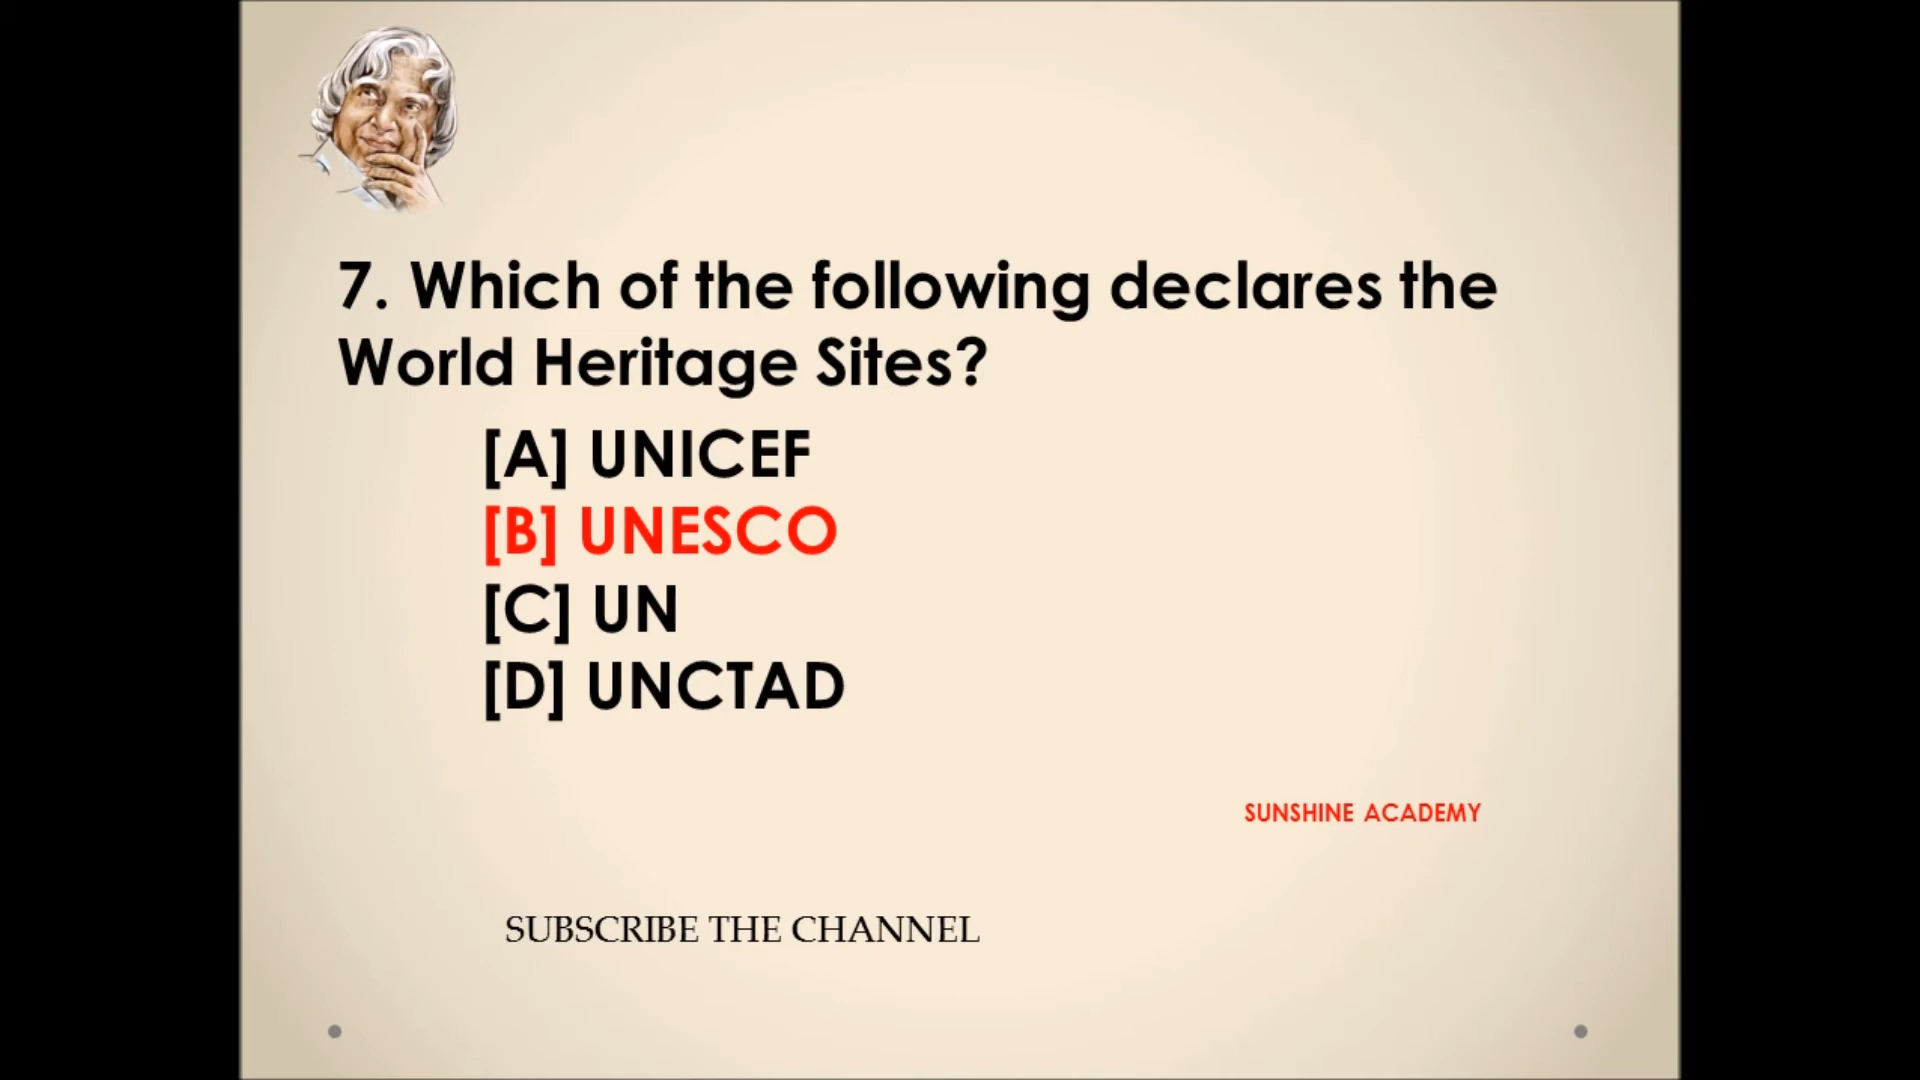 7. Which of the following declares the
World Heritage Sites?
[A] UNICEF
[B] UNESCO
[C] UN
[D] UNCTAD
SUNSHINE ACADEMY
SUBSCRIBE THE CHANNEL